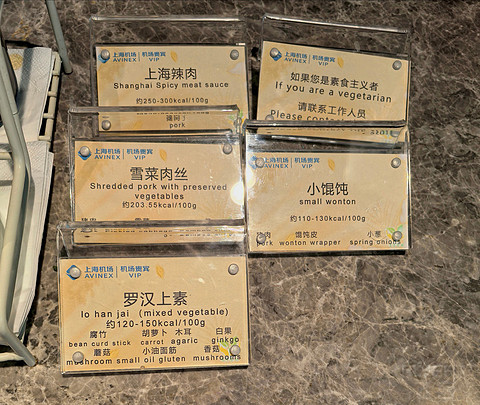 上海机场 | 机场贵宾
AVINEX | VIP
上海辣肉
Shanghai Spicy meat sauce
约250-300kcal/100g
pork
上海机场 | 机场贵宾
AVINEX | VIP
如果您是素食主义者
If you are a vegetarian
请联系工作人员
Please
上海机场 | 机场贵宾
AVINEX | VIP
雪菜肉丝
Shredded pork with preserved
vegetables
约203.55kcal/100g
上海机场 | 机场贵宾
AVINEX | VIP
小馄饨
small wonton
约110-130kcal/100g
猪肉 馄饨皮 小葱
pork wonton wrapper spring onions
上海机场 | 机场贵宾
AVINEX | VIP
罗汉上素
lo han jai (mixed vegetable)
约120-150kcal/100g
腐竹 胡萝卜 木耳 白果
bean curd stick carrot agaric ginkgo
蘑菇 小油面筋 香菇
mushroom small oil gluten mushrooms